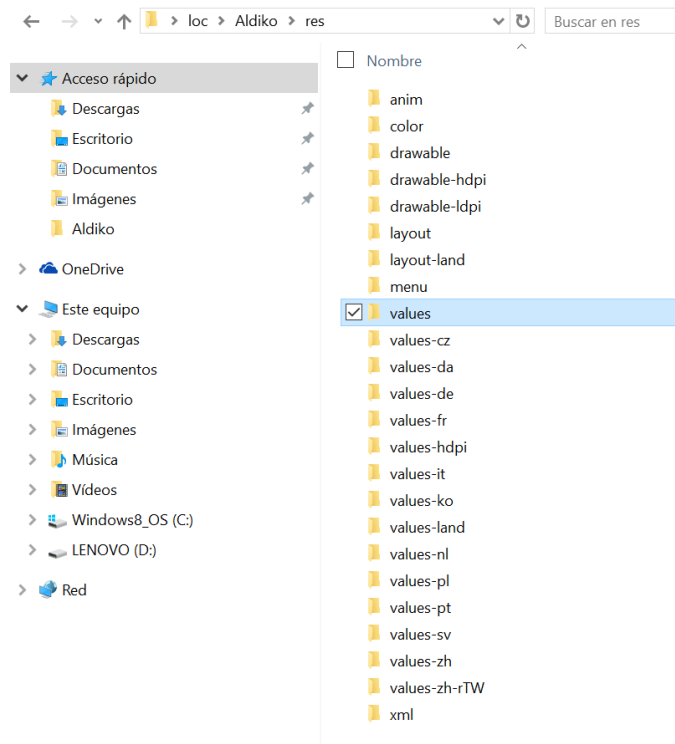 loc Aldiko res
Buscar en res
Acceso rápido
Descargas
Escritorio
Documentos
Imágenes
Aldiko
OneDrive
Este equipo
Descargas
Documentos
Escritorio
Imágenes
Música
Vídeos
Windows8_OS (C:)
LENOVO (D:)
Red
Nombre
anim
color
drawable
drawable-hdpi
drawable-ldpi
layout
layout-land
menu
values
values-cz
values-da
values-de
values-fr
values-hdpi
values-it
values-ko
values-land
values-nl
values-pl
values-pt
values-sv
values-zh
values-zh-rTW
xml